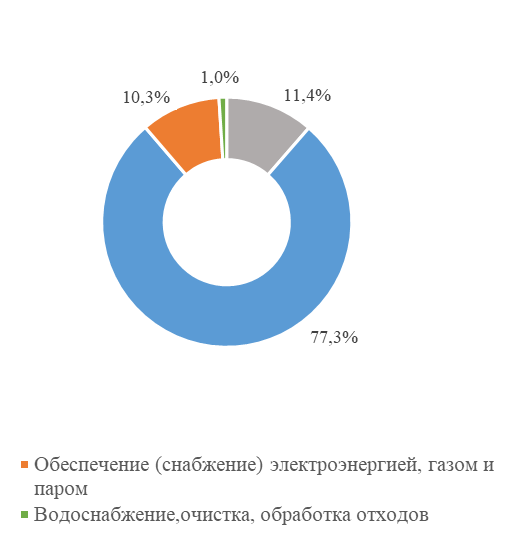 1,0%
10,3%
11,4%
77,3%
Обеспечение (снабжение) электроэнергией, газом и
паром
Водоснабжение,очистка, обработка отходов